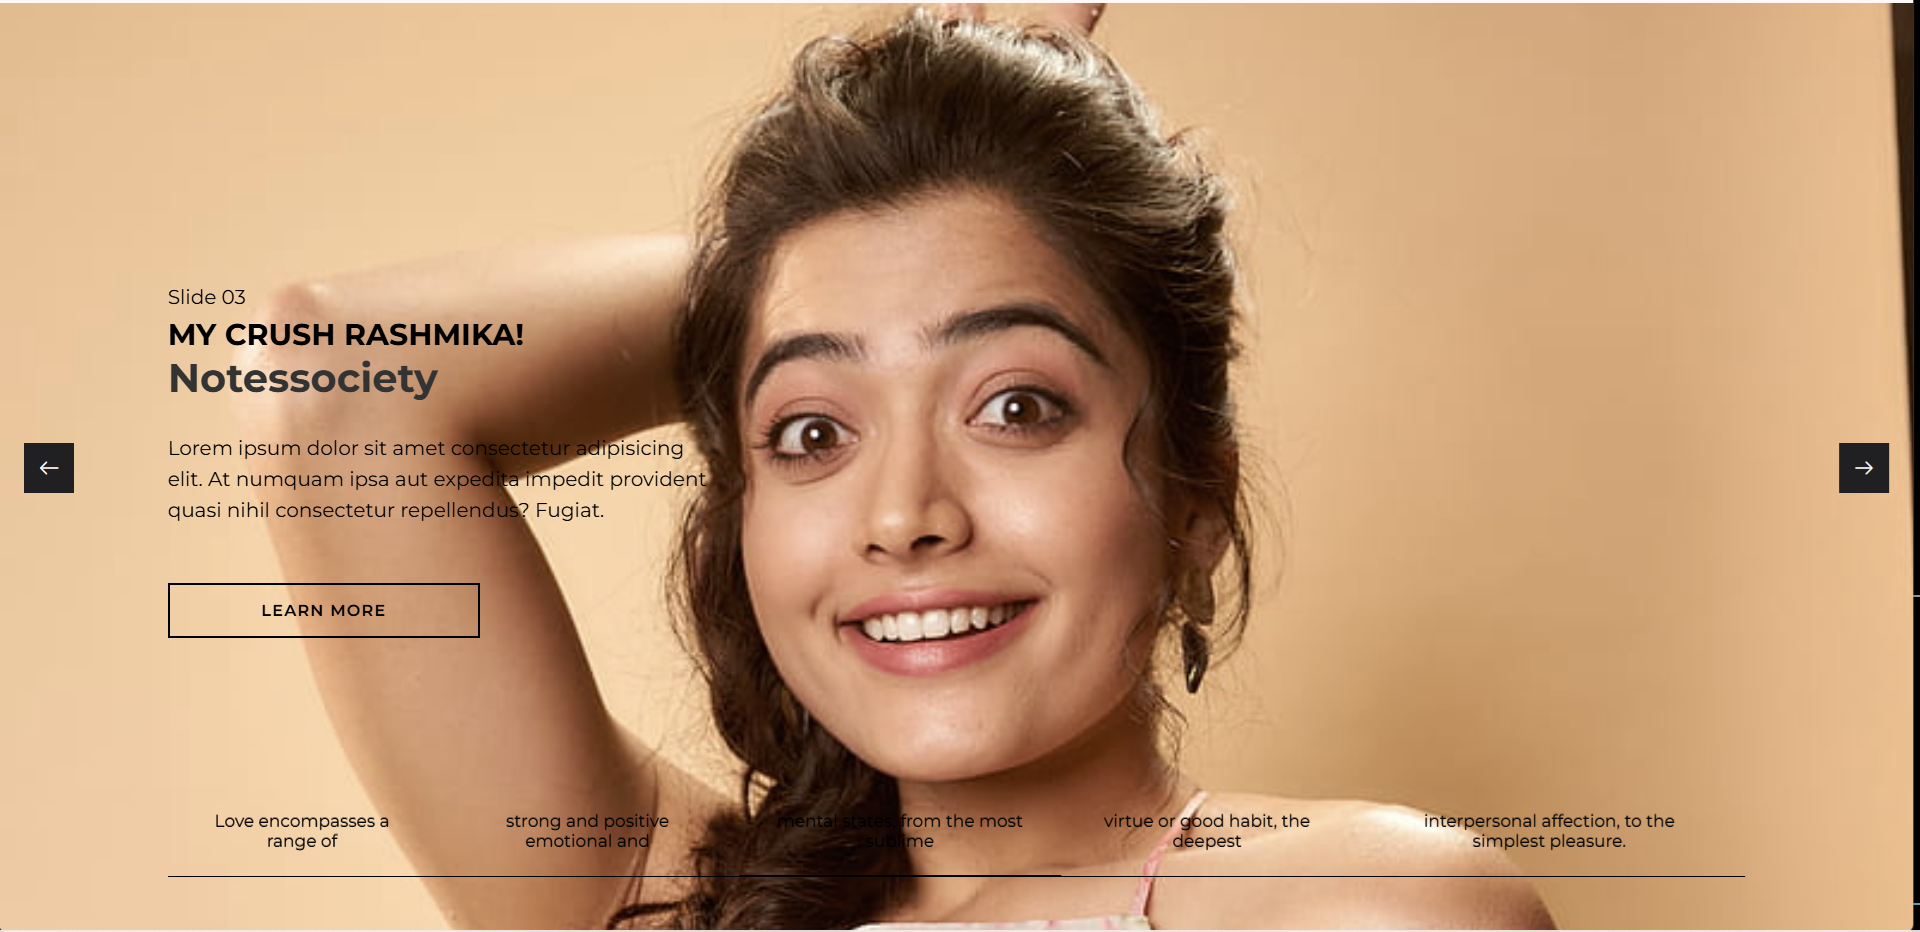 Slide 03
MY CRUSH RASHMIKA!
Notessociety
Lorem ipsum dolor sit amet consectetur adipisicing
elit. At numquam ipsa aut expedita impedit provident
quasi nihil consectetur repellendus? Fugiat.
LEARN MORE
Love encompasses a
range of
strong and positive
emotional and
mental states, from the most
sublime
virtue or good habit, the
deepest
interpersonal affection, to the
simplest pleasure.